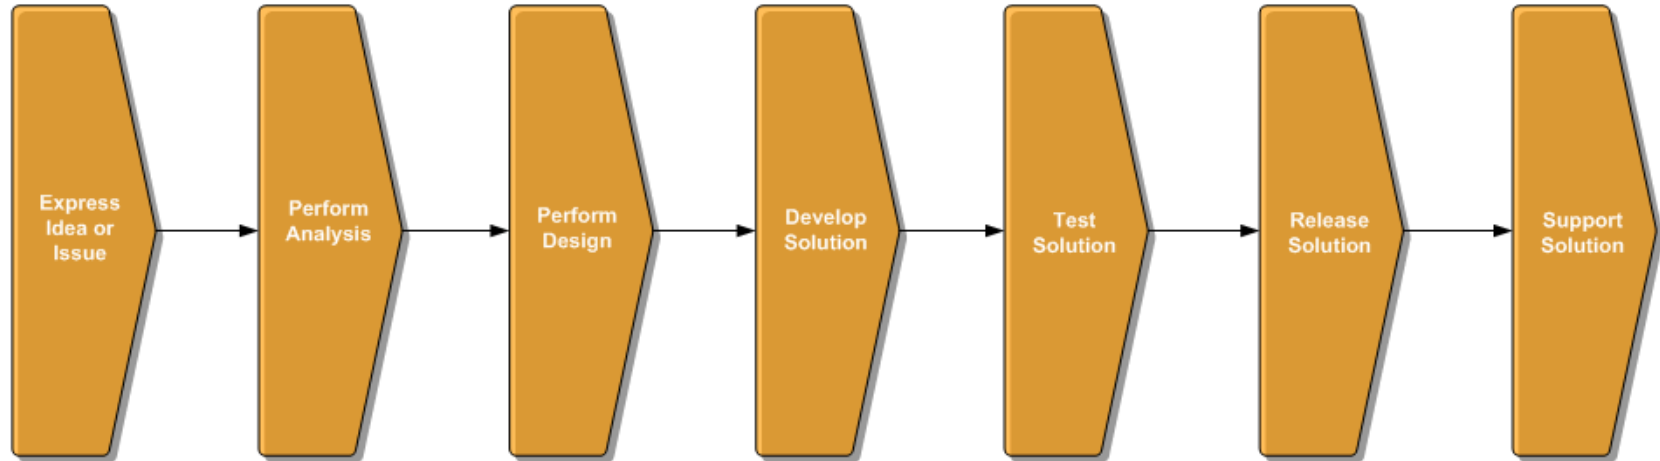 Express
Idea or
Issue
Perform
Analysis
Perform
Design
Develop
Solution
Test
Solution
Release
Solution
Support
Solution